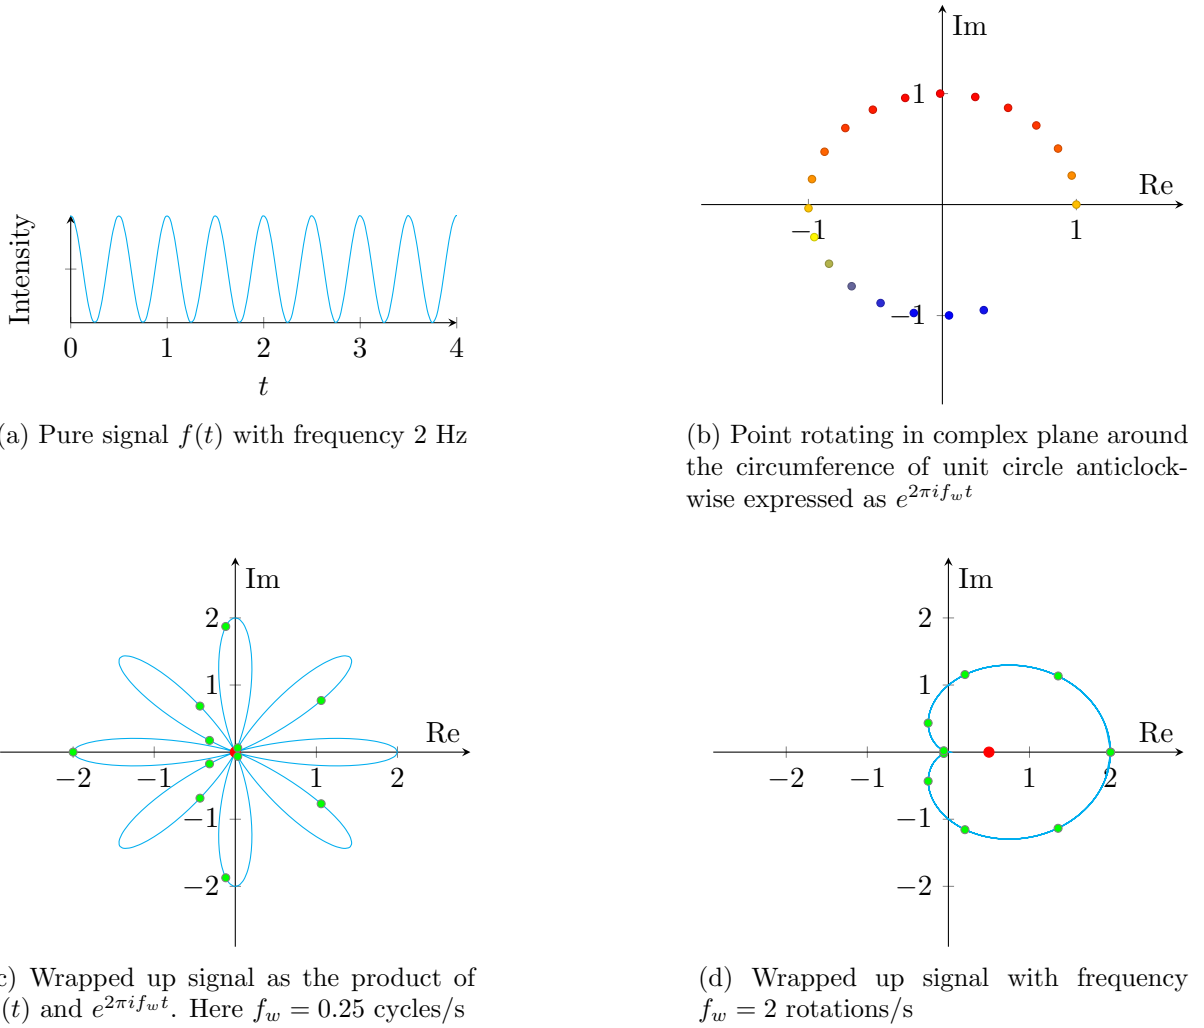 Intensity
0 1 2 3 4
t
(a) Pure signal f(t) with frequency 2 Hz
Im
1
Re
−1 1
−1
(b) Point rotating in complex plane around
the circumference of unit circle anticlock-
wise expressed as e^{2πif_wt}
Im
2
1
Re
−2 −1 1 2
−1
−2
c) Wrapped up signal as the product of
(t) and e^{2πif_wt}. Here f_w = 0.25 cycles/s
Im
2
1
Re
−2 −1 1 2
−1
−2
(d) Wrapped up signal with frequency
f_w = 2 rotations/s